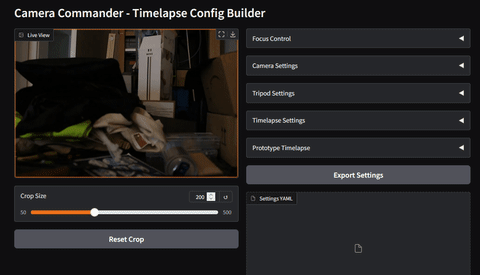 Camera Commander - Timelapse Config Builder
Live View
Crop Size
200
50
500
Reset Crop
Focus Control
Camera Settings
Tripod Settings
Timelapse Settings
Prototype Timelapse
Export Settings
Settings YAML